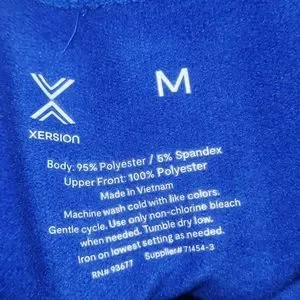 M
XERSION
Body: 95% Polyester / 5% Spandex
Upper Front: 100% Polyester
Made in Vietnam
Machine wash cold with like colors.
Gentle cycle. Use only non-chlorine bleach
when needed. Tumble dry low.
Iron on lowest setting as needed.
RN# 93677 Supplier# 71454-3